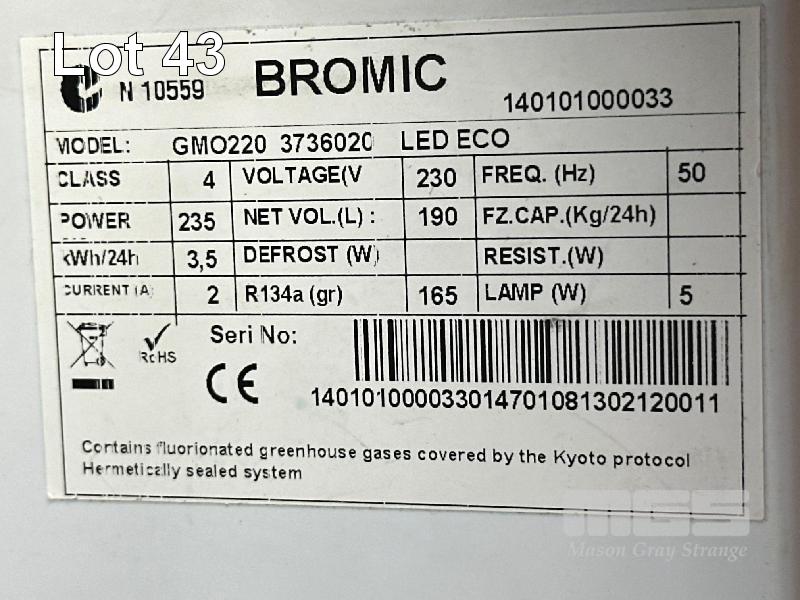 Lot 43
N 10559 BROMIC 140101000033
MODEL: GMO220 3736020 LED ECO
CLASS 4 VOLTAGE(V 230 FREQ. (Hz) 50
POWER 235 NET VOL.(L) : 190 FZ.CAP.(Kg/24h)
kWh/24h 3,5 DEFROST (W) RESIST.(W)
CURRENT (A) 2 R134a (gr) 165 LAMP (W) 5
RoHS Seri No:
CE
140101000033014701081302120011
Contains fluorionated greenhouse gases covered by the Kyoto protocol
Hermetically sealed system
MGS
Mason Gray Strange